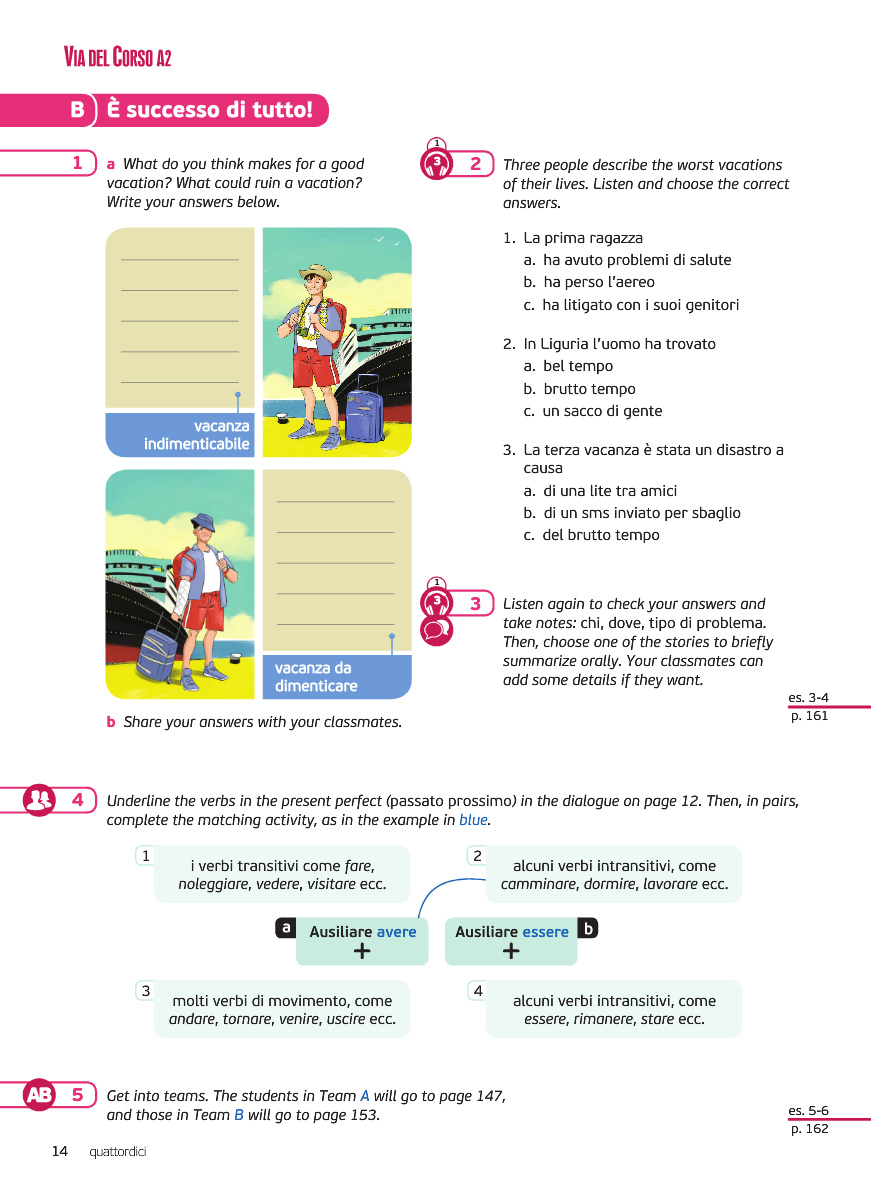 VIA DEL CORSO A2
B È successo di tutto!
1 a What do you think makes for a good
vacation? What could ruin a vacation?
Write your answers below.
vacanza
indimenticabile
vacanza da
dimenticare
b Share your answers with your classmates.
1
3
2 Three people describe the worst vacations
of their lives. Listen and choose the correct
answers.
1. La prima ragazza
a. ha avuto problemi di salute
b. ha perso l'aereo
c. ha litigato con i suoi genitori
2. In Liguria l'uomo ha trovato
a. bel tempo
b. brutto tempo
c. un sacco di gente
3. La terza vacanza è stata un disastro a
causa
a. di una lite tra amici
b. di un sms inviato per sbaglio
c. del brutto tempo
1
3
3 Listen again to check your answers and
take notes: chi, dove, tipo di problema.
Then, choose one of the stories to briefly
summarize orally. Your classmates can
add some details if they want.
es. 3-4
p. 161
4 Underline the verbs in the present perfect (passato prossimo) in the dialogue on page 12. Then, in pairs,
complete the matching activity, as in the example in blue.
1
i verbi transitivi come fare,
noleggiare, vedere, visitare ecc.
2
alcuni verbi intransitivi, come
camminare, dormire, lavorare ecc.
a Ausiliare avere
+
Ausiliare essere b
+
3
molti verbi di movimento, come
andare, tornare, venire, uscire ecc.
4
alcuni verbi intransitivi, come
essere, rimanere, stare ecc.
AB 5 Get into teams. The students in Team A will go to page 147,
and those in Team B will go to page 153.
es. 5-6
p. 162
14 quattordici